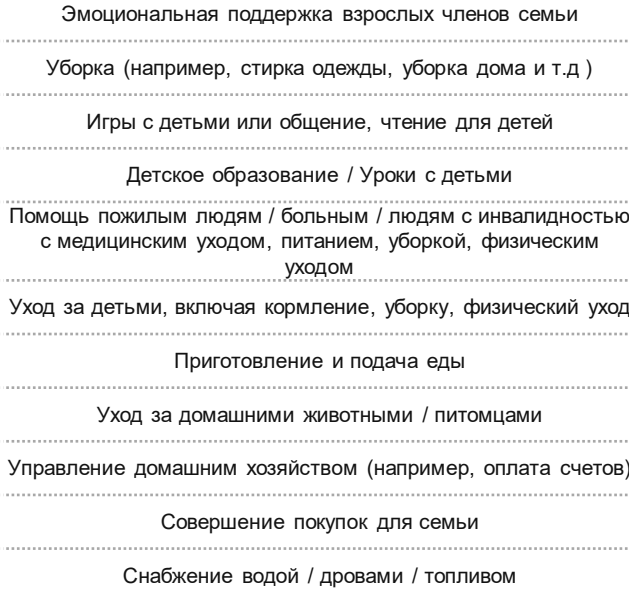 Эмоциональная поддержка взрослых членов семьи
Уборка (например, стирка одежды, уборка дома и т.д )
Игры с детьми или общение, чтение для детей
Детское образование / Уроки с детьми
Помощь пожилым людям / больным / людям с инвалидностью
с медицинским уходом, питанием, уборкой, физическим
уходом
Уход за детьми, включая кормление, уборку, физический уход
Приготовление и подача еды
Уход за домашними животными / питомцами
Управление домашним хозяйством (например, оплата счетов)
Совершение покупок для семьи
Снабжение водой / дровами / топливом